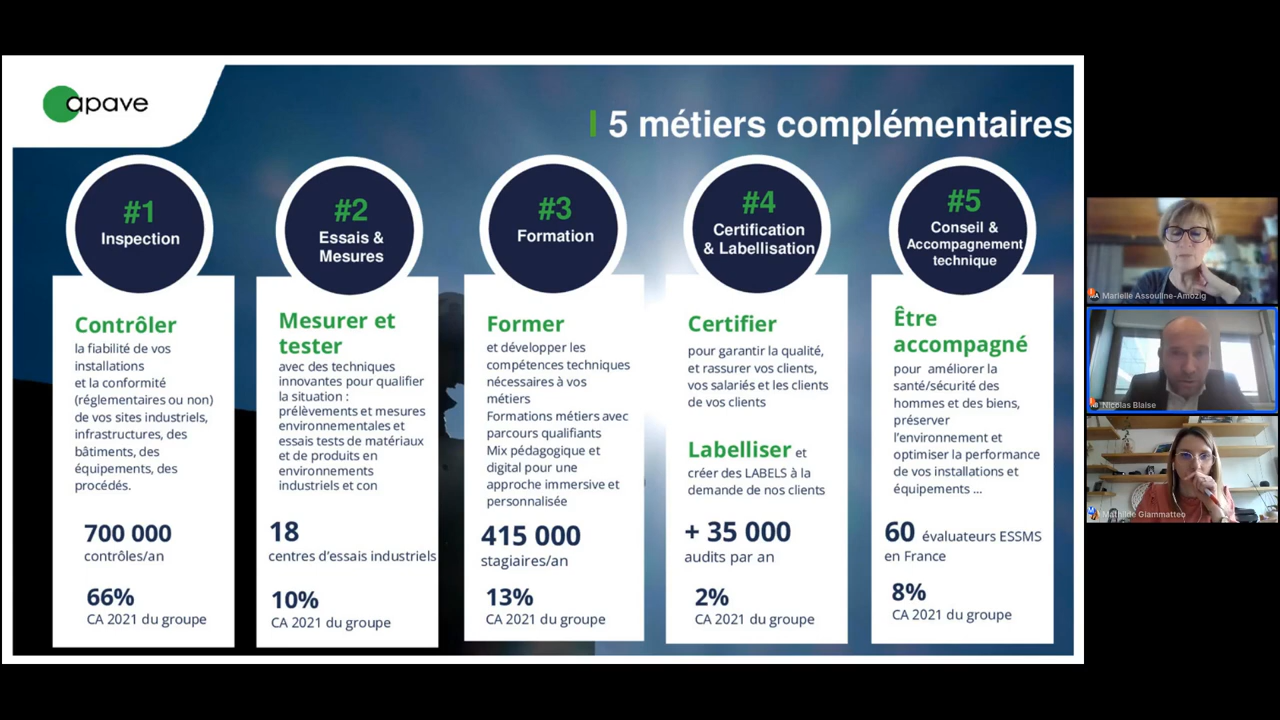 apave
5 métiers complémentaires
#1
Inspection
Contrôler
la fiabilité de vos
installations
et la conformité
(réglementaires ou non)
de vos sites industriels,
infrastructures, des
bâtiments, des
équipements, des
procédés.
700 000
contrôles/an
66%
CA 2021 du groupe
#2
Essais &
Mesures
Mesurer et
tester
avec des techniques
innovantes pour qualifier
la situation :
prélèvements et mesures
environnementales et
essais tests de matériaux
et de produits en
environnements
industriels et con
18
centres d'essais industriels
10%
CA 2021 du groupe
#3
Formation
Former
et développer les
compétences techniques
nécessaires à vos
métiers
Formations métiers avec
parcours qualifiants
Mix pédagogique et
digital pour une
approche immersive et
personnalisée
415 000
stagiaires/an
13%
CA 2021 du groupe
#4
Certification
& Labellisation
Certifier
pour garantir la qualité,
et rassurer vos clients,
vos salariés et les clients
de vos clients
Labelliser et
créer des LABELS à la
demande de nos clients
+ 35 000
audits par an
2%
CA 2021 du groupe
#5
Conseil &
Accompagnement
technique
Être
accompagné
pour améliorer la
santé/sécurité des
hommes et des biens,
préserver
l'environnement et
optimiser la performance
de vos installations et
équipements ...
60 évaluateurs ESSMS
en France
8%
CA 2021 du groupe
Marielle Assouline-Amozig
Nicolas Blaise
Mathilde Giammatteo